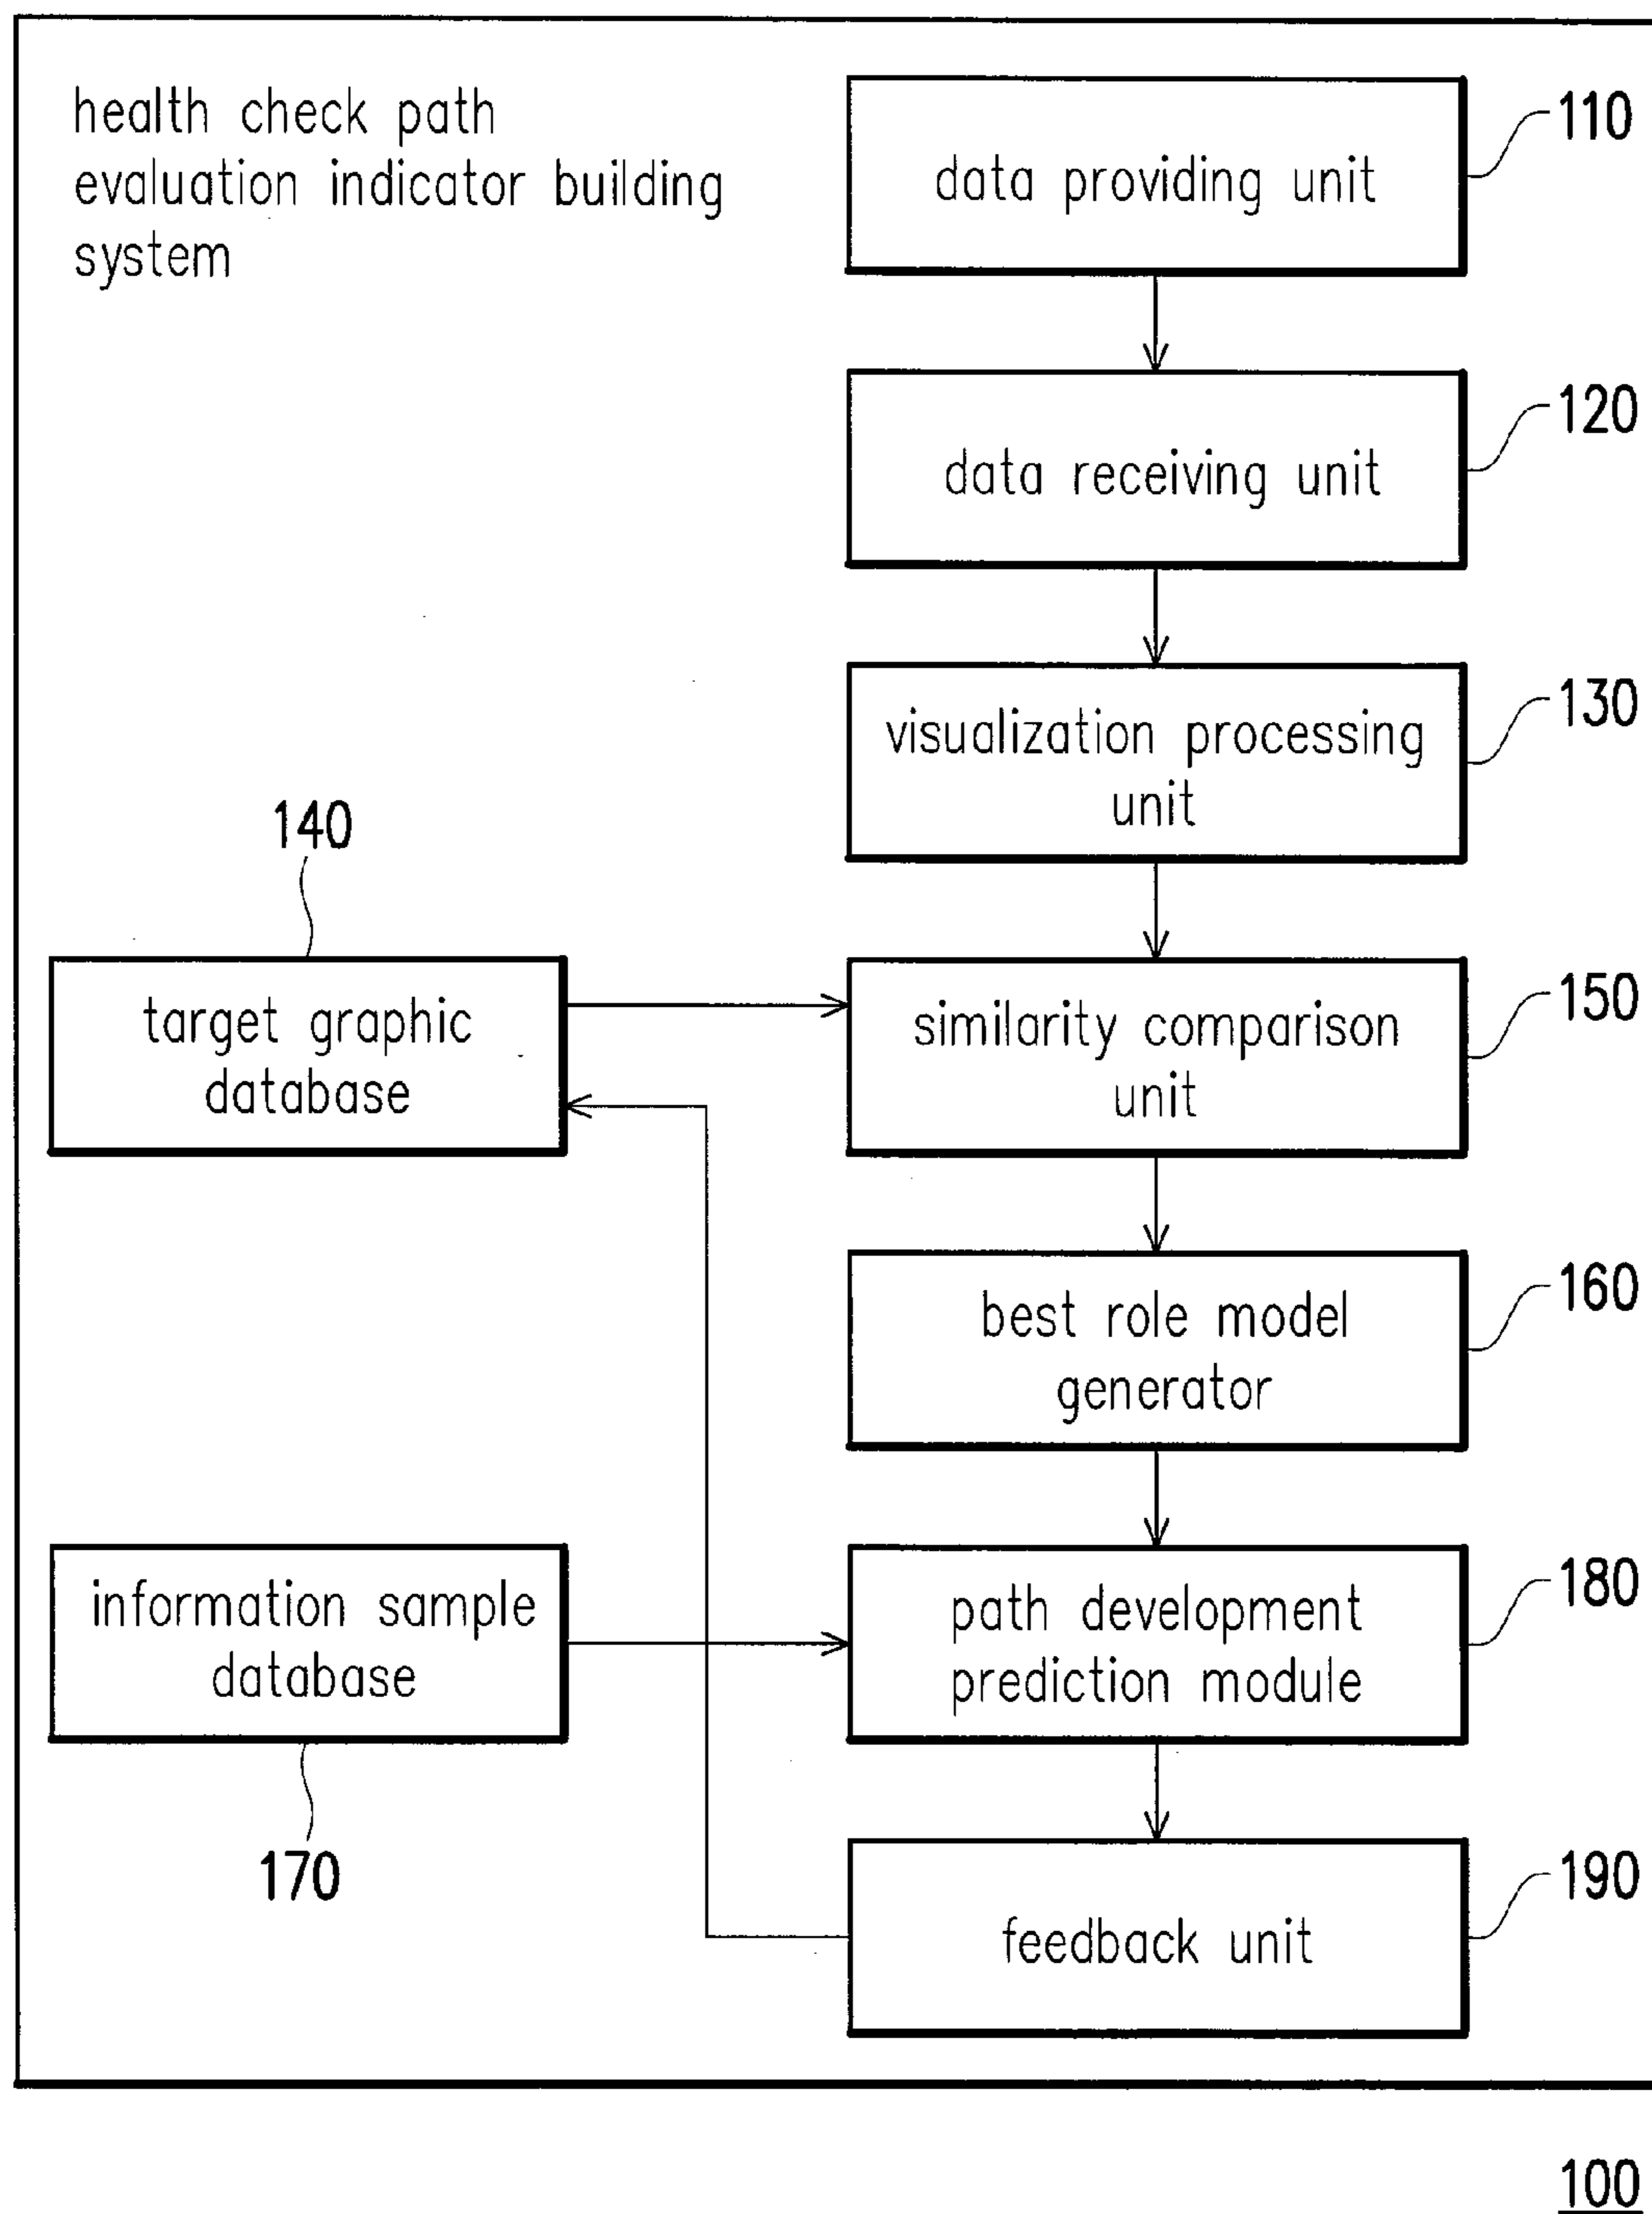 health check path
evaluation indicator building
system
data providing unit
110
data receiving unit
120
visualization processing
unit
130
140
target graphic
database
similarity comparison
unit
150
best role model
generator
160
information sample
database
170
path development
prediction module
180
feedback unit
190
100